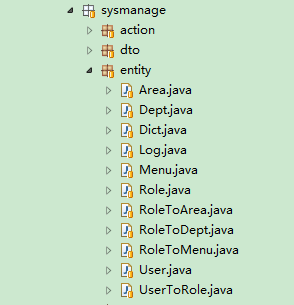 sysmanage
action
dto
entity
Area.java
Dept.java
Dict.java
Log.java
Menu.java
Role.java
RoleToArea.java
RoleToDept.java
RoleToMenu.java
User.java
UserToRole.java